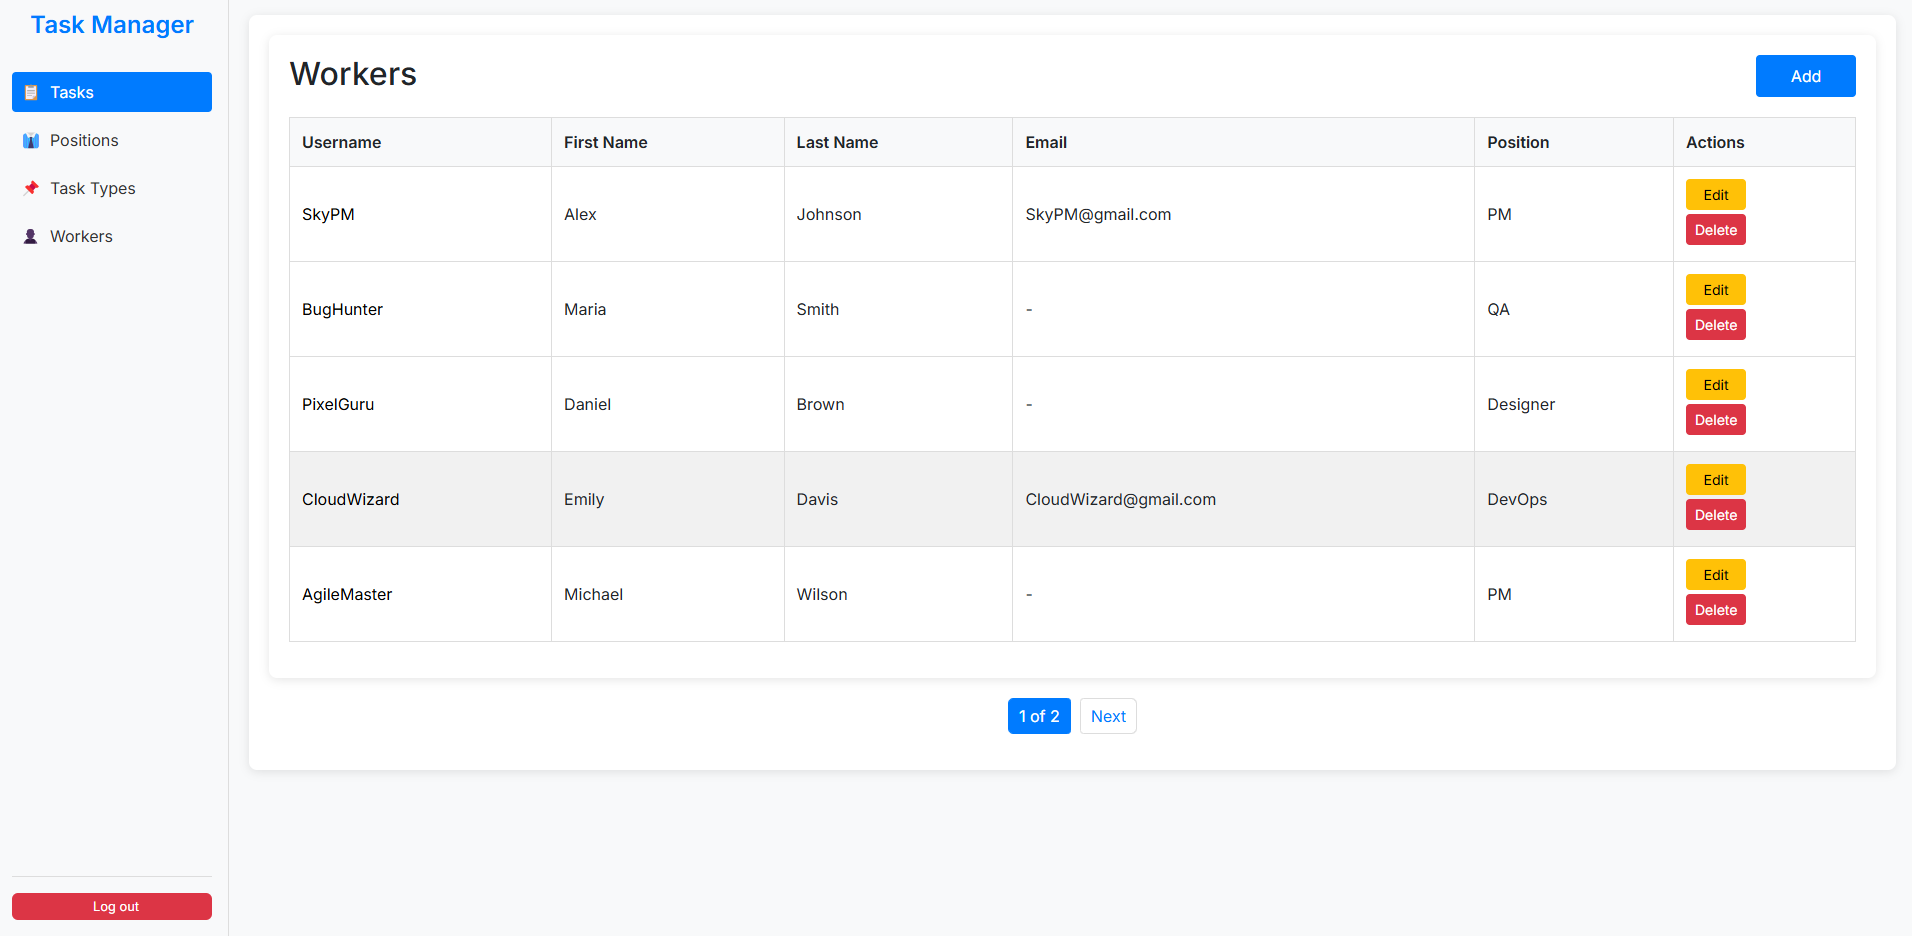 Task Manager
Tasks
Positions
Task Types
Workers
Log out
Workers
Add
Username First Name Last Name Email Position Actions
SkyPM Alex Johnson SkyPM@gmail.com PM Edit
Delete
BugHunter Maria Smith - QA Edit
Delete
PixelGuru Daniel Brown - Designer Edit
Delete
CloudWizard Emily Davis CloudWizard@gmail.com DevOps Edit
Delete
AgileMaster Michael Wilson - PM Edit
Delete
1 of 2 Next